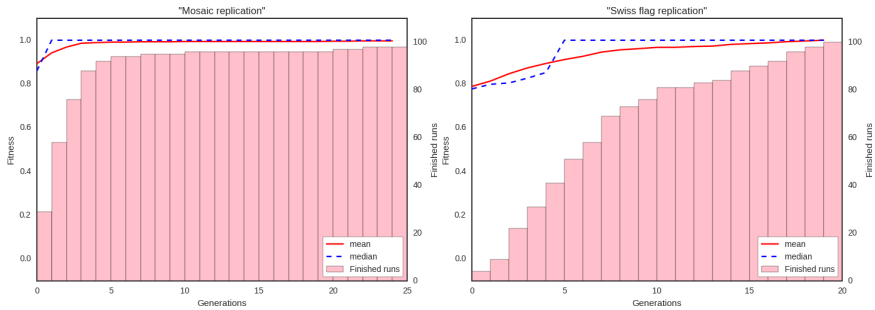 "Mosaic replication"
1.0
0.8
0.6
0.4
0.2
0.0
Fitness
100
80
60
40
20
0
Finished runs
mean
median
Finished runs
0 5 10 15 20 25
Generations
"Swiss flag replication"
1.0
0.8
0.6
0.4
0.2
0.0
Fitness
100
80
60
40
20
0
Finished runs
mean
median
Finished runs
0 5 10 15 20
Generations